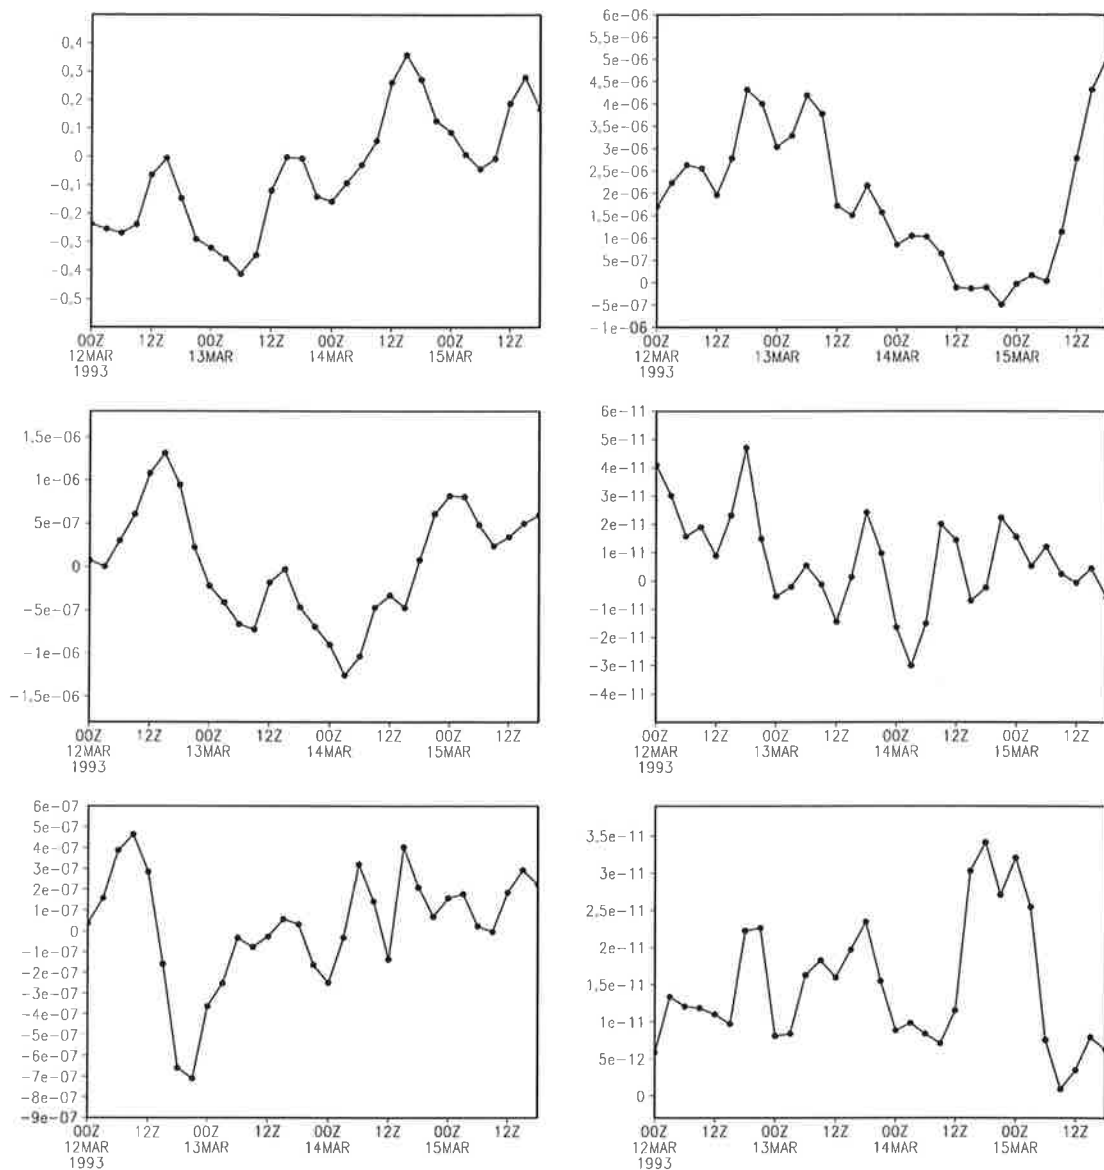 0.4
0.3
0.2
0.1
0
-0.1
-0.2
-0.3
-0.4
-0.5
00Z 12Z 00Z 12Z 00Z 12Z 00Z 12Z
12MAR 13MAR 14MAR 15MAR
1993
6e-06
5.5e-06
5e-06
4.5e-06
4e-06
3.5e-06
3e-06
2.5e-06
2e-06
1.5e-06
1e-06
5e-07
0
-5e-07
-1e-06
00Z 12Z 00Z 12Z 00Z 12Z 00Z 12Z
12MAR 13MAR 14MAR 15MAR
1993
1.5e-06
1e-06
5e-07
0
-5e-07
-1e-06
-1.5e-06
00Z 12Z 00Z 12Z 00Z 12Z 00Z 12Z
12MAR 13MAR 14MAR 15MAR
1993
6e-11
5e-11
4e-11
3e-11
2e-11
1e-11
0
-1e-11
-2e-11
-3e-11
-4e-11
00Z 12Z 00Z 12Z 00Z 12Z 00Z 12Z
12MAR 13MAR 14MAR 15MAR
1993
6e-07
5e-07
4e-07
3e-07
2e-07
1e-07
0
-1e-07
-2e-07
-3e-07
-4e-07
-5e-07
-6e-07
-7e-07
-8e-07
-9e-07
00Z 12Z 00Z 12Z 00Z 12Z 00Z 12Z
12MAR 13MAR 14MAR 15MAR
1993
3.5e-11
3e-11
2.5e-11
2e-11
1.5e-11
1e-11
5e-12
0
00Z 12Z 00Z 12Z 00Z 12Z 00Z 12Z
12MAR 13MAR 14MAR 15MAR
1993